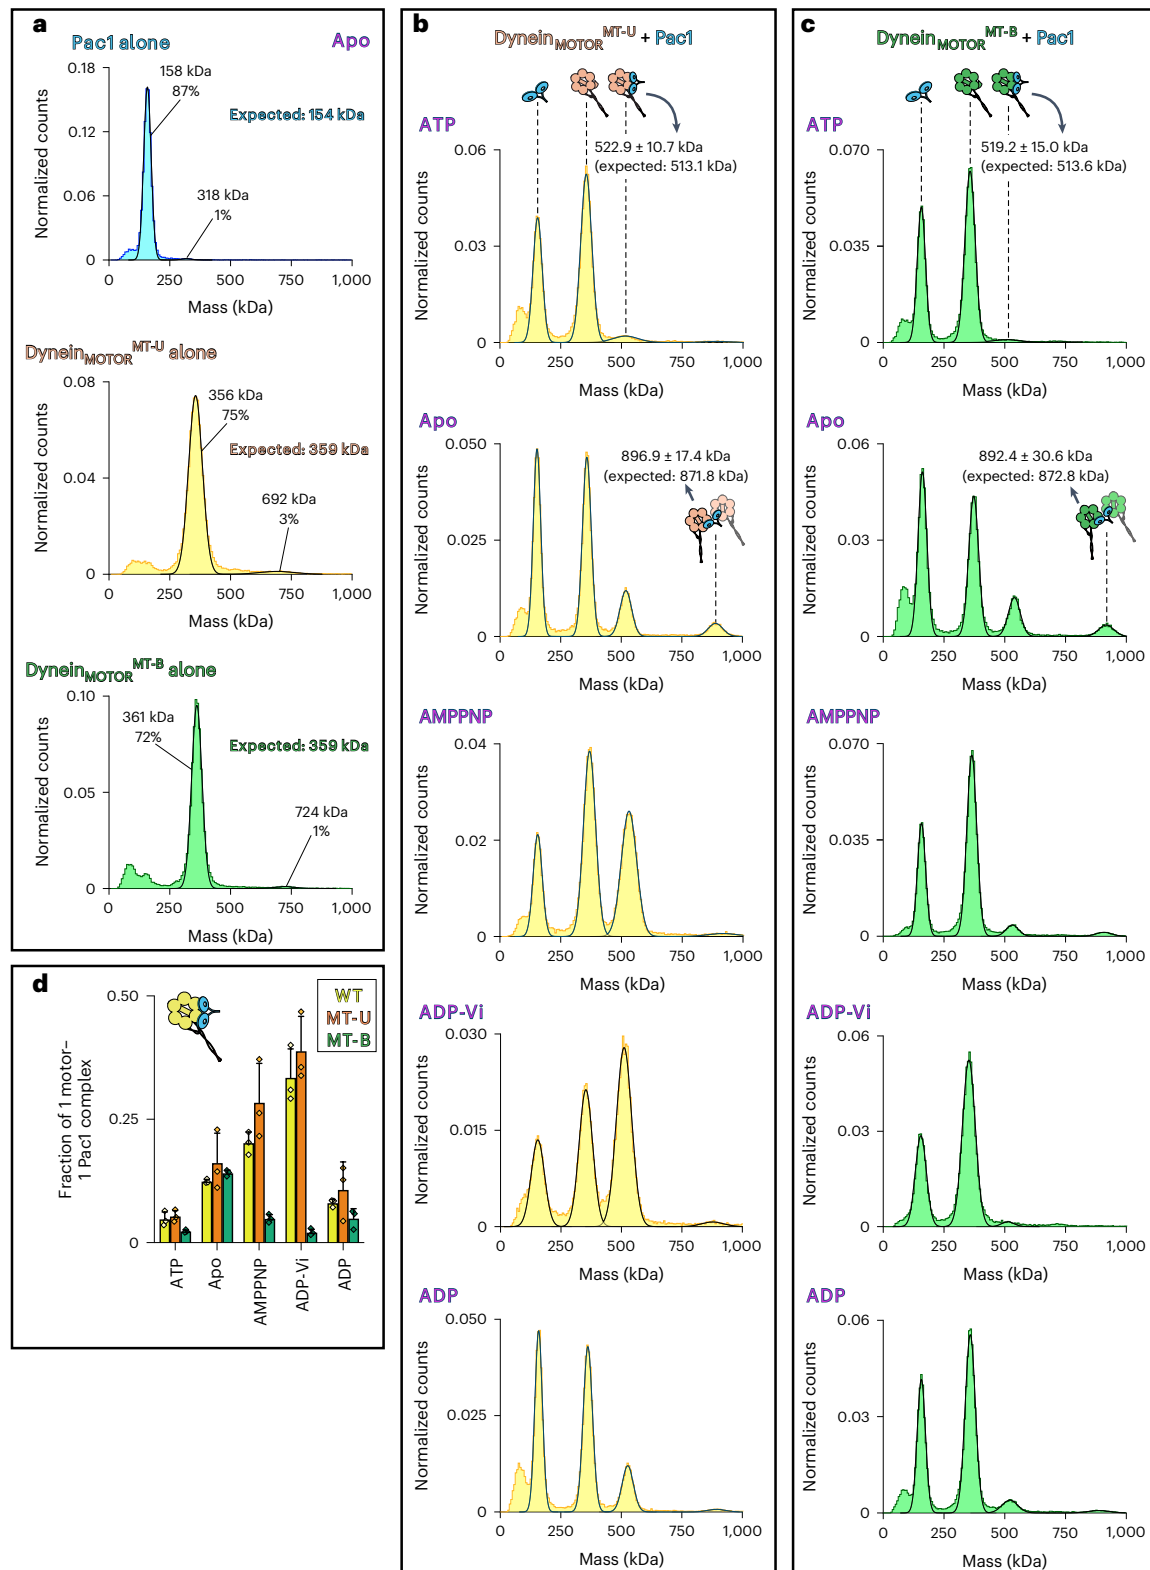 a
Pac1 alone
Apo
0.18
0.12
0.06
0
158 kDa
87%
Expected: 154 kDa
318 kDa
1%
Normalized counts
0 250 500 750 1,000
Mass (kDa)
Dynein MOTOR MT-U alone
0.08
0.04
0
356 kDa
75%
Expected: 359 kDa
692 kDa
3%
Normalized counts
0 250 500 750 1,000
Mass (kDa)
Dynein MOTOR MT-B alone
0.10
0.05
0
361 kDa
72%
Expected: 359 kDa
724 kDa
1%
Normalized counts
0 250 500 750 1,000
Mass (kDa)
b
Dynein MOTOR MT-U + Pac1
ATP
522.9 ± 10.7 kDa
(expected: 513.1 kDa)
0.06
0.03
0
Normalized counts
0 250 500 750 1,000
Mass (kDa)
Apo
896.9 ± 17.4 kDa
(expected: 871.8 kDa)
0.050
0.025
0
Normalized counts
0 250 500 750 1,000
Mass (kDa)
AMPPNP
0.04
0.02
0
Normalized counts
0 250 500 750 1,000
Mass (kDa)
ADP-Vi
0.030
0.015
0
Normalized counts
0 250 500 750 1,000
Mass (kDa)
ADP
0.050
0.025
0
Normalized counts
0 250 500 750 1,000
Mass (kDa)
c
Dynein MOTOR MT-B + Pac1
ATP
519.2 ± 15.0 kDa
(expected: 513.6 kDa)
0.070
0.035
0
Normalized counts
0 250 500 750 1,000
Mass (kDa)
Apo
892.4 ± 30.6 kDa
(expected: 872.8 kDa)
0.06
0.03
0
Normalized counts
0 250 500 750 1,000
Mass (kDa)
AMPPNP
0.070
0.035
0
Normalized counts
0 250 500 750 1,000
Mass (kDa)
ADP-Vi
0.06
0.03
0
Normalized counts
0 250 500 750 1,000
Mass (kDa)
ADP
0.06
0.03
0
Normalized counts
0 250 500 750 1,000
Mass (kDa)
d
0.50
0.25
0
WT
MT-U
MT-B
Fraction of 1 motor–
1 Pac1 complex
ATP
Apo
AMPPNP
ADP-Vi
ADP